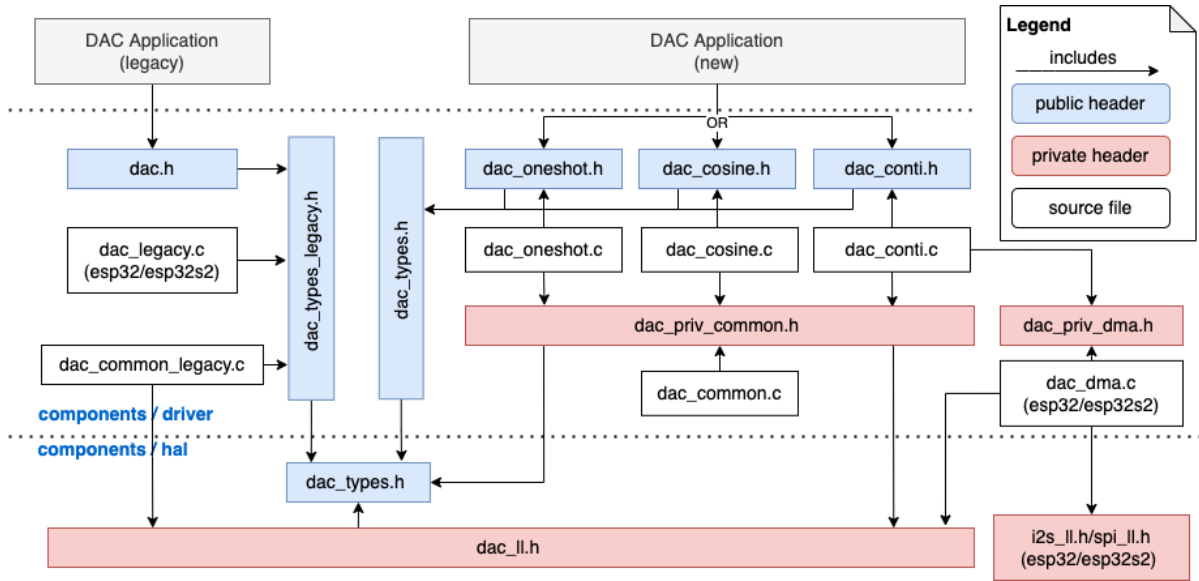 DAC Application
(legacy)
DAC Application
(new)
Legend
includes
public header
private header
source file
OR
dac.h
dac_types_legacy.h
dac_types.h
dac_oneshot.h
dac_cosine.h
dac_conti.h
dac_legacy.c
(esp32/esp32s2)
dac_oneshot.c
dac_cosine.c
dac_conti.c
dac_priv_common.h
dac_priv_dma.h
dac_common_legacy.c
dac_common.c
dac_dma.c
(esp32/esp32s2)
components / driver
components / hal
dac_types.h
dac_ll.h
i2s_ll.h/spi_ll.h
(esp32/esp32s2)